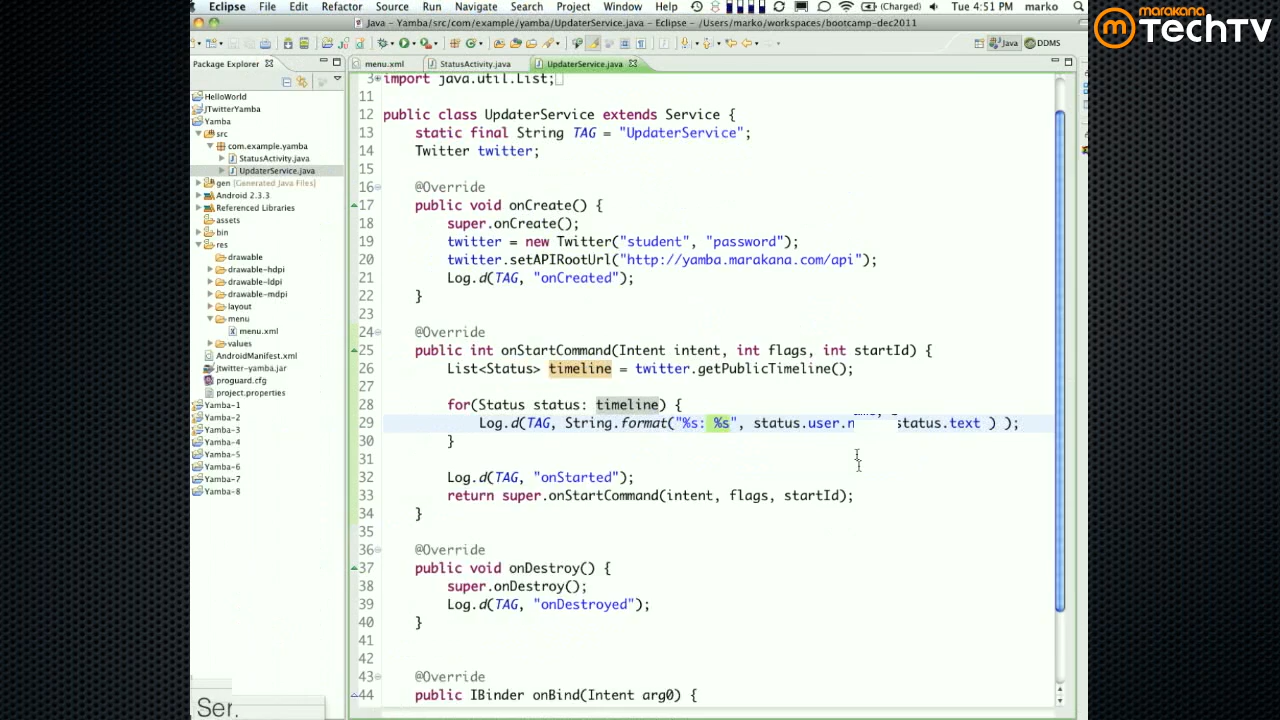 Eclipse File Edit Refactor Source Navigate Search Project Run Window Help (Charged) Tue 4:51 PM marko
marakana
TechTV
Java - Yamba/src/com/example/yamba/UpdaterService.java - Eclipse - /Users/marko/workspaces/bootcamp-dec2011
Java DDMS
Package Explorer
menu.xml StatusActivity.java UpdaterService.java
HelloWorld
JTwitterYamba
Yamba
src
com.example.yamba
StatusActivity.java
UpdaterService.java
gen [Generated Java Files]
Android 2.3.3
Referenced Libraries
assets
bin
res
drawable
drawable-hdpi
drawable-ldpi
drawable-mdpi
layout
menu
menu.xml
values
AndroidManifest.xml
jtwitter-yamba.jar
proguard.cfg
project.properties
Yamba-1
Yamba-2
Yamba-3
Yamba-4
Yamba-5
Yamba-6
Yamba-7
Yamba-8
Ser.
3 import java.util.List;
11
12 public class UpdaterService extends Service {
13 static final String TAG = "UpdaterService";
14 Twitter twitter;
15
16 @Override
17 public void onCreate() {
18 super.onCreate();
19 twitter = new Twitter("student", "password");
20 twitter.setAPIRootUrl("http://yamba.marakana.com/api");
21 Log.d(TAG, "onCreated");
22 }
23
24 @Override
25 public int onStartCommand(Intent intent, int flags, int startId) {
26 List<Status> timeline = twitter.getPublicTimeline();
27
28 for(Status status: timeline) {
29 Log.d(TAG, String.format("%s: %s", status.user.n status.text ) );
30 }
31
32 Log.d(TAG, "onStarted");
33 return super.onStartCommand(intent, flags, startId);
34 }
35
36 @Override
37 public void onDestroy() {
38 super.onDestroy();
39 Log.d(TAG, "onDestroyed");
40 }
41
42
43 @Override
44 public IBinder onBind(Intent arg0) {